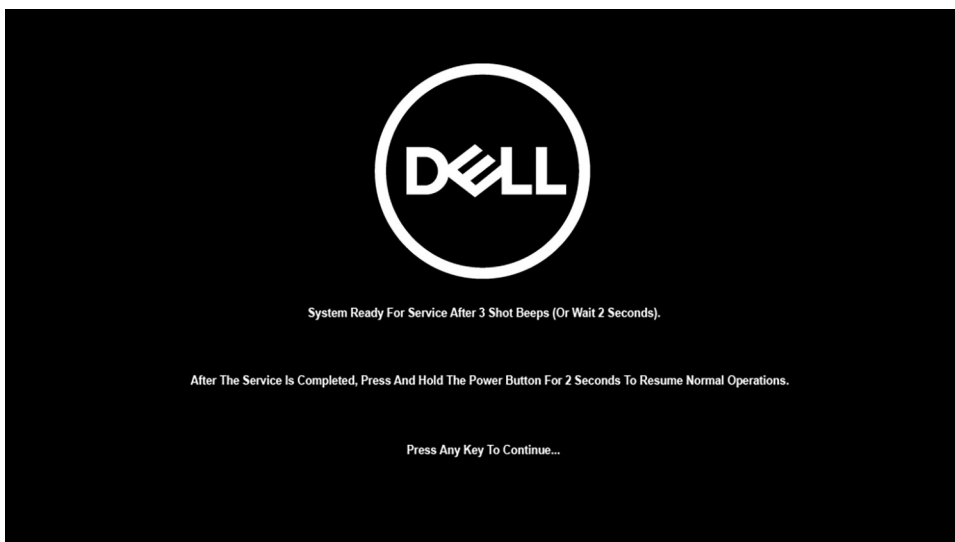 DELL
System Ready For Service After 3 Shot Beeps (Or Wait 2 Seconds).
After The Service Is Completed, Press And Hold The Power Button For 2 Seconds To Resume Normal Operations.
Press Any Key To Continue...